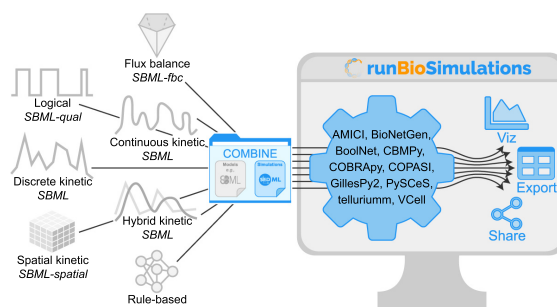 Flux balance
SBML-fbc
Logical
SBML-qual
Continuous kinetic
SBML
Discrete kinetic
SBML
Hybrid kinetic
SBML
Spatial kinetic
SBML-spatial
Rule-based
COMBINE
Models
e.g.,
SBML
Simulations
SED ML
runBioSimulations
AMICI, BioNetGen,
BoolNet, CBMPy,
COBRApy, COPASI,
GillesPy2, PySCeS,
telluriumm, VCell
Viz
Export
Share